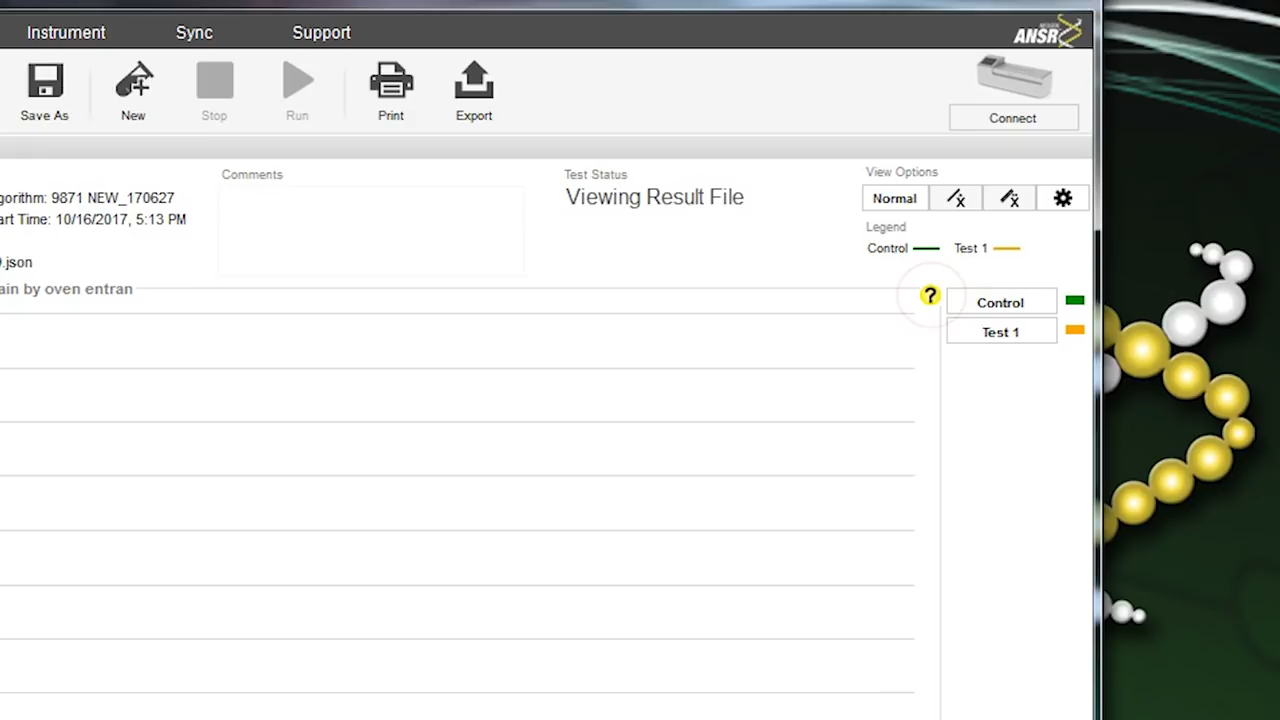 Instrument Sync Support
ANSR
Save As New Stop Run Print Export
Connect
Comments
Test Status
Viewing Result File
View Options
Normal
gorithm: 9871 NEW_170627
art Time: 10/16/2017, 5:13 PM
Legend
Control Test 1
.json
ain by oven entran
?
Control
Test 1